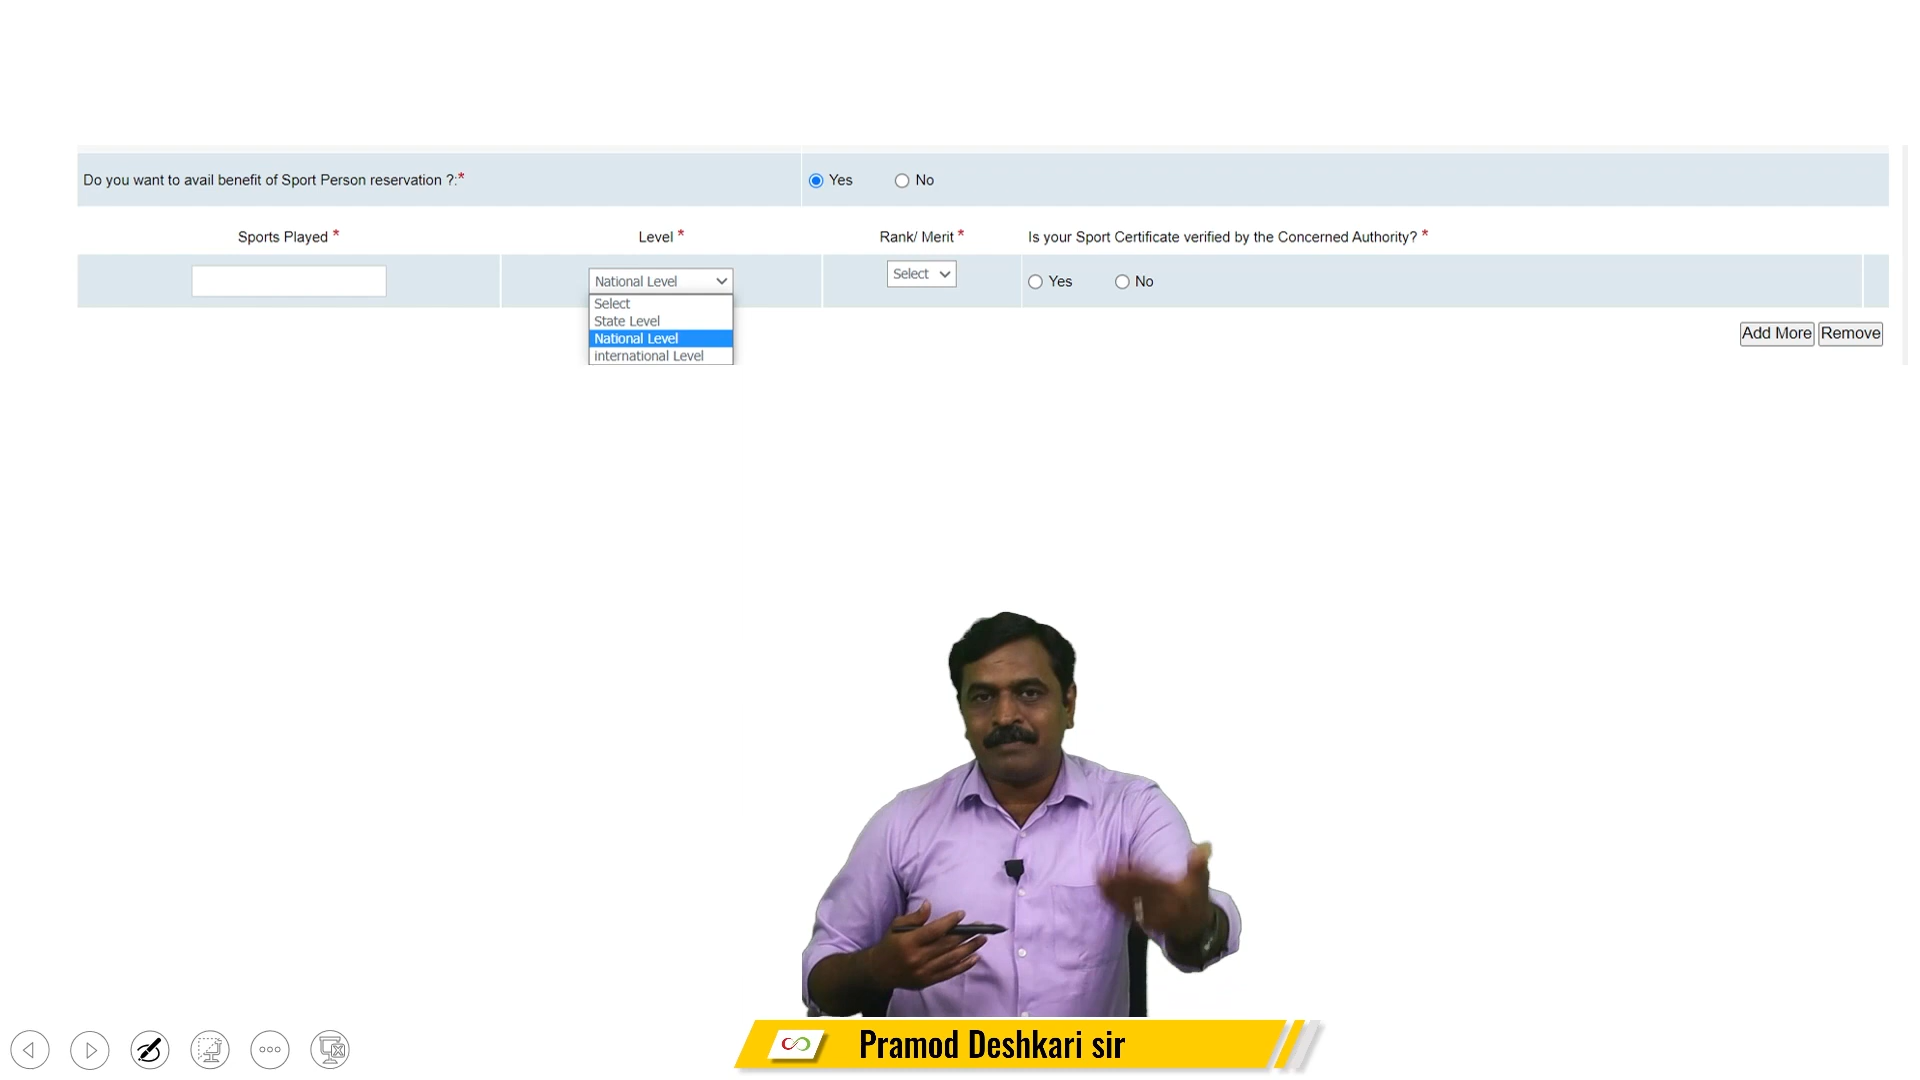 Do you want to avail benefit of Sport Person reservation ?:* Yes No
Sports Played * Level * Rank/ Merit * Is your Sport Certificate verified by the Concerned Authority? *
National Level Select Yes No
Select
State Level
National Level
international Level
Add More Remove
Pramod Deshkari sir